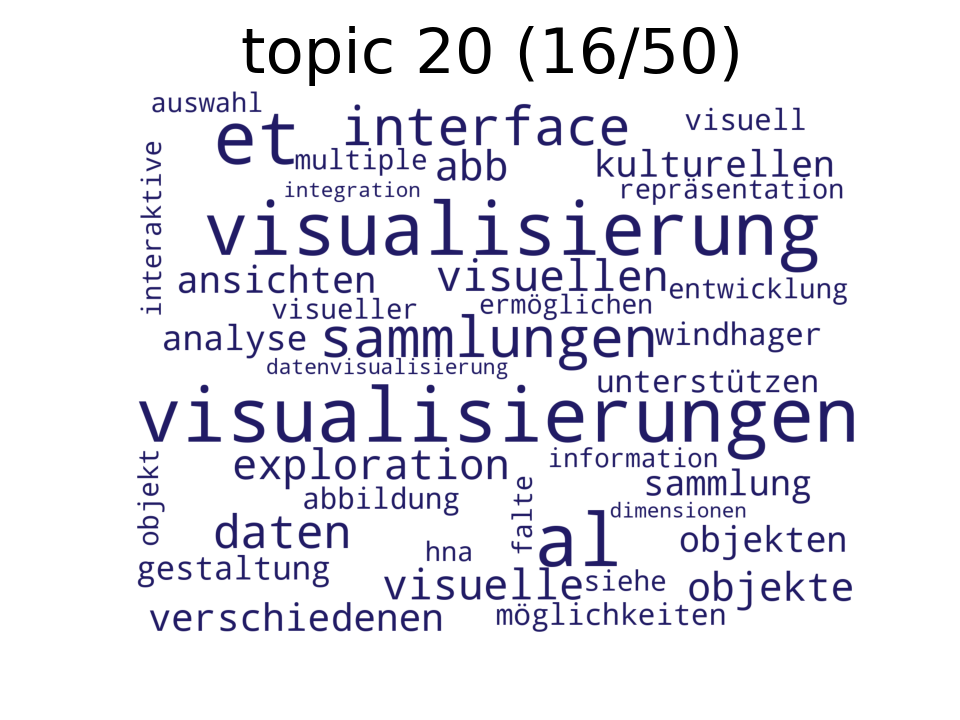 topic 20 (16/50)
auswahl
et
interface
visuell
interaktive
multiple
abb
kulturellen
integration
repräsentation
visualisierung
ansichten
visuellen
entwicklung
visueller
ermöglichen
analyse
sammlungen
windhager
datenvisualisierung
unterstützen
visualisierungen
objekt
exploration
information
sammlung
abbildung
falte
dimensionen
daten
al
objekten
hna
gestaltung
visuelle
siehe
objekte
verschiedenen
möglichkeiten